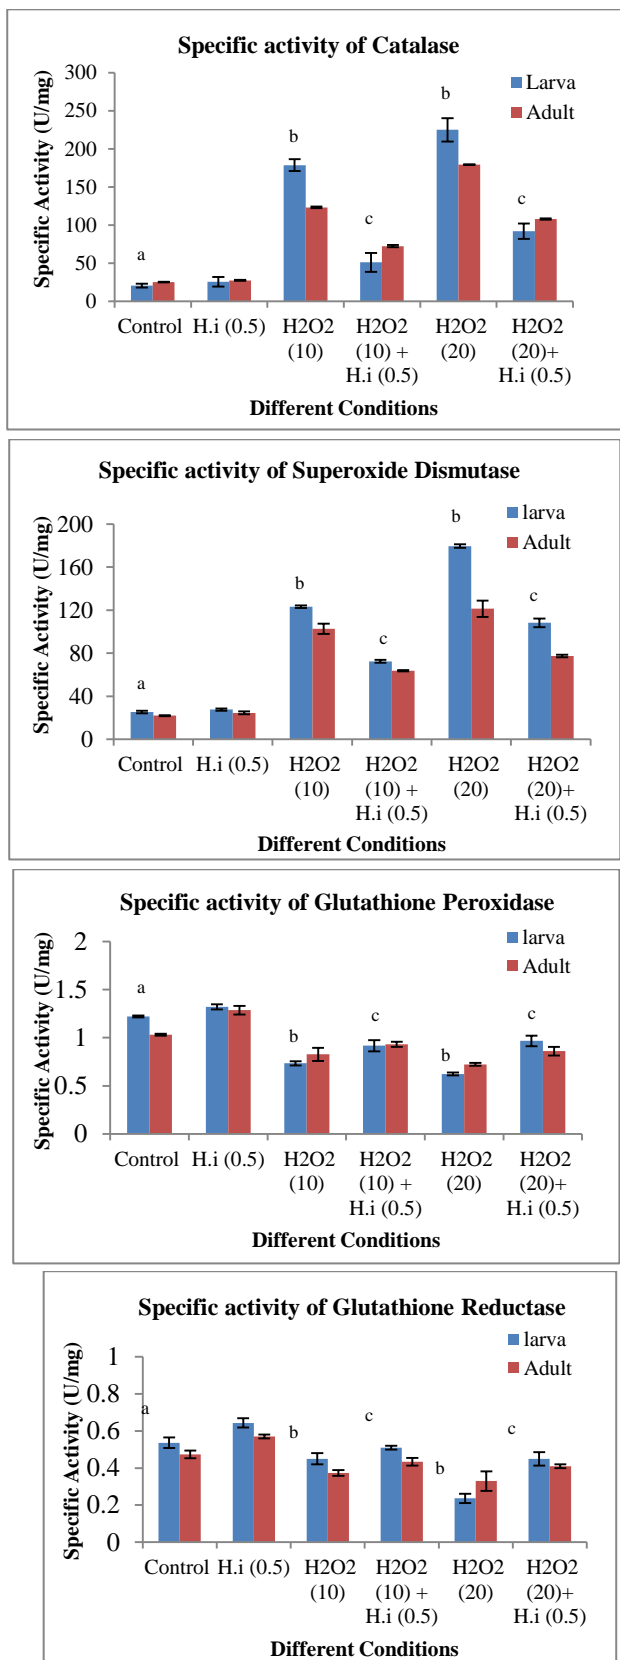 Specific activity of Catalase
Specific Activity (U/mg)
300
250
200
150
100
50
0
Larva
Adult
a
b
c
b
c
Control
H.i (0.5)
H2O2
(10)
H2O2
(10) +
H.i (0.5)
H2O2
(20)
H2O2
(20)+
H.i (0.5)
Different Conditions
Specific activity of Superoxide Dismutase
Specific Activity (U/mg)
200
160
120
80
40
0
larva
Adult
a
b
c
b
c
Control
H.i (0.5)
H2O2
(10)
H2O2
(10) +
H.i (0.5)
H2O2
(20)
H2O2
(20)+
H.i (0.5)
Different Conditions
Specific activity of Glutathione Peroxidase
Specific Activity (U/mg)
2
1.5
1
0.5
0
larva
Adult
a
b
c
b
c
Control
H.i (0.5)
H2O2
(10)
H2O2
(10) +
H.i (0.5)
H2O2
(20)
H2O2
(20)+
H.i (0.5)
Different Conditions
Specific activity of Glutathione Reductase
Specific Activity (U/mg)
1
0.8
0.6
0.4
0.2
0
larva
Adult
a
b
c
b
c
Control
H.i (0.5)
H2O2
(10)
H2O2
(10) +
H.i (0.5)
H2O2
(20)
H2O2
(20)+
H.i (0.5)
Different Conditions